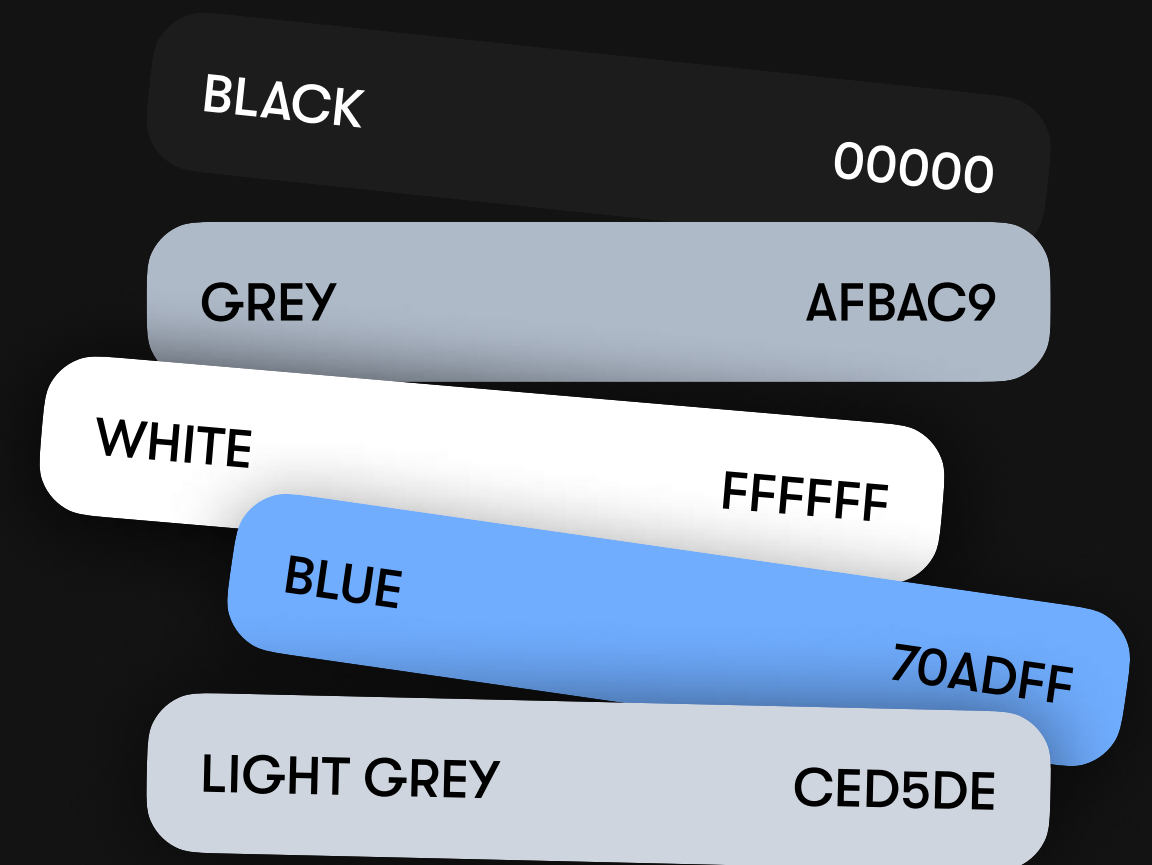 BLACK
00000
GREY
AFBAC9
WHITE
FFFFFF
BLUE
70ADFF
LIGHT GREY
CED5DE